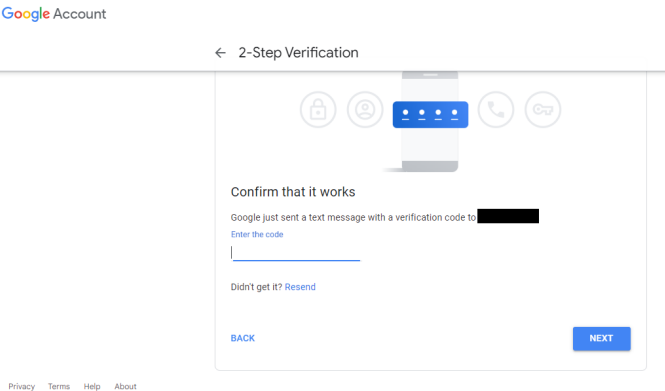 Google Account
2-Step Verification
Confirm that it works
Google just sent a text message with a verification code to
Enter the code
Didn't get it? Resend
BACK
NEXT
Privacy Terms Help About